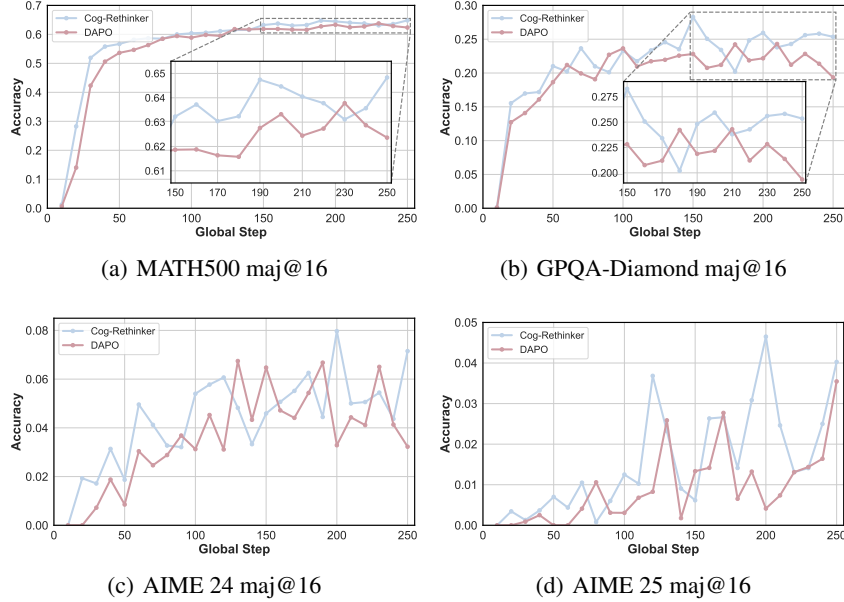 Cog-Rethinker
DAPO
Accuracy
0.7
0.6
0.5
0.4
0.3
0.2
0.1
0.0
0.65
0.64
0.63
0.62
0.61
150 170 190 210 230 250
0 50 100 150 200 250
Global Step
(a) MATH500 maj@16
Cog-Rethinker
DAPO
Accuracy
0.30
0.25
0.20
0.15
0.10
0.05
0.00
0.275
0.250
0.225
0.200
150 170 190 210 230 250
0 50 100 150 200 250
Global Step
(b) GPQA-Diamond maj@16
Cog-Rethinker
DAPO
Accuracy
0.08
0.06
0.04
0.02
0.00
0 50 100 150 200 250
Global Step
(c) AIME 24 maj@16
Cog-Rethinker
DAPO
Accuracy
0.05
0.04
0.03
0.02
0.01
0.00
0 50 100 150 200 250
Global Step
(d) AIME 25 maj@16